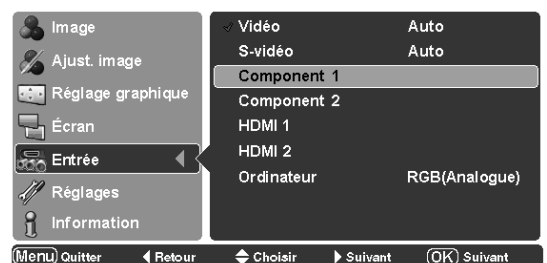 Image
Ajust. image
Réglage graphique
Écran
Entrée
Réglages
Information
Vidéo Auto
S-vidéo Auto
Component 1
Component 2
HDMI 1
HDMI 2
Ordinateur RGB(Analogue)
Menu Quitter Retour Choisir Suivant OK Suivant